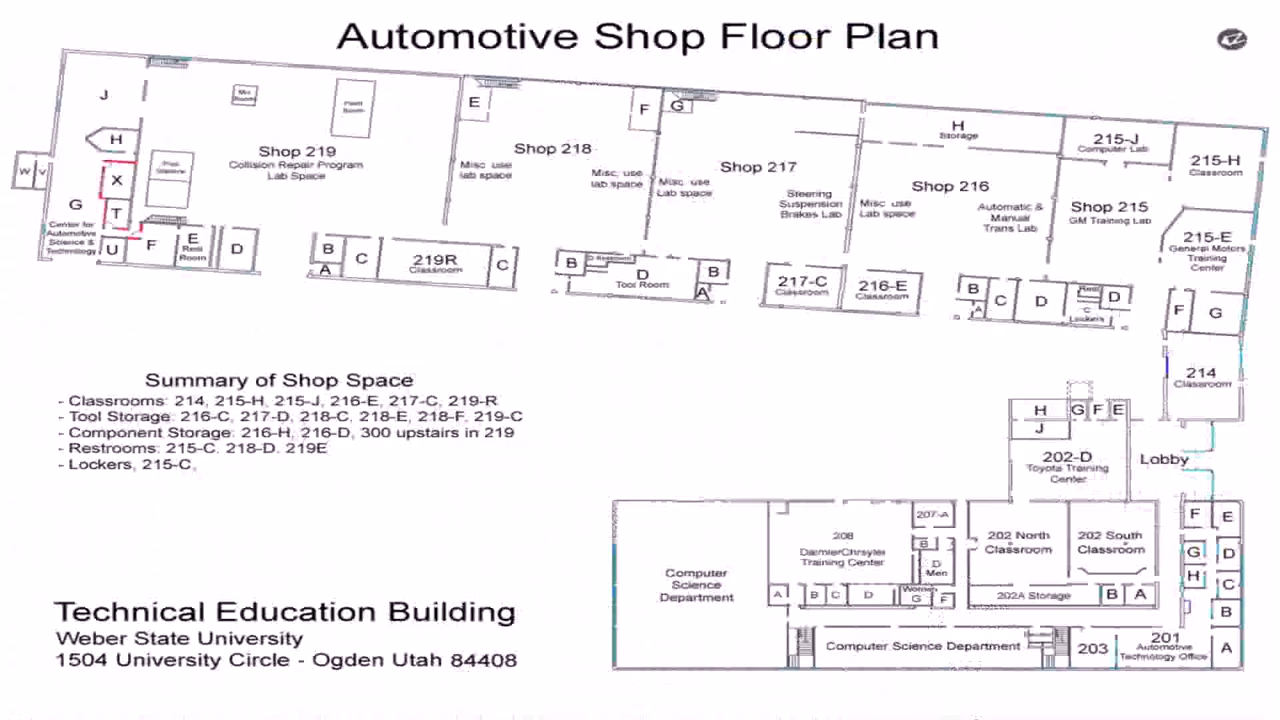 Automotive Shop Floor Plan
KZ
J
H
X
T
G
W
V
U
Center for
Automotive
Science &
Technology
F
E
Rest
Room
D
Mix
Room
Shop 219
Collision Repair Program
Lab Space
B
A
C
219R
Classroom
C
E
Shop 218
F
Misc use
lab space
Misc use
lab space
B
D
Tool Room
B
A
G
Shop 217
Misc use
Lab space
Steering
Suspension
Brakes Lab
217-C
Classroom
216-E
Classroom
H
Storage
Shop 216
Misc use
Lab space
Automatic &
Manual
Trans Lab
B
A
C
D
Rest
D
C
Lockers
215-J
Computer Lab
215-H
Classroom
Shop 215
GM Training Lab
215-E
General Motors
Training
Center
F
G
214
Classroom
Summary of Shop Space
- Classrooms: 214, 215-H, 215-J, 216-E, 217-C, 219-R
- Tool Storage: 216-C, 217-D, 218-C, 218-E, 218-F, 219-C
- Component Storage: 216-H, 216-D, 300 upstairs in 219
- Restrooms: 215-C. 218-D. 219E
- Lockers, 215-C,
H
G
F
E
J
202-D
Toyota Training
Center
Lobby
Computer
Science
Department
208
DaimlerChrysler
Training Center
207-A
B
D
Men
A
B
C
D
Women
G
F
202 North
Classroom
202 South
Classroom
202A Storage
B
A
F
E
G
D
H
C
B
Computer Science Department
203
201
Automotive
Technology Office
A
Technical Education Building
Weber State University
1504 University Circle - Ogden Utah 84408